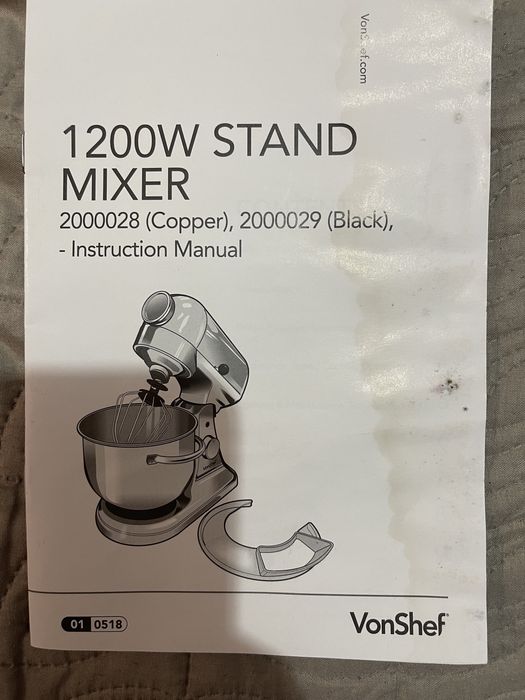 1200W STAND
MIXER
2000028 (Copper), 2000029 (Black),
- Instruction Manual
01 0518
VonShef